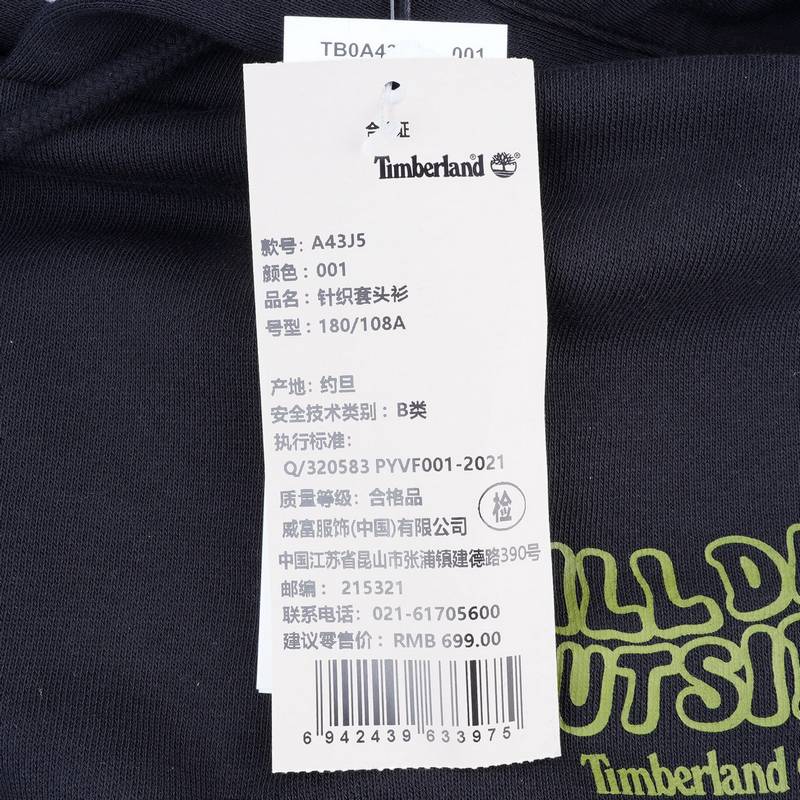 TB0A43 001
合 证
Timberland
款号: A43J5
颜色: 001
品名: 针织套头衫
号型: 180/108A
产地: 约旦
安全技术类别: B类
执行标准:
Q/320583 PYVF001-2021
质量等级: 合格品
检
威富服饰(中国)有限公司
中国江苏省昆山市张浦镇建德路390号
邮编: 215321
联系电话: 021-61705600
建议零售价: RMB 699.00
6 942439 633975
ALL D
UTSI
Timberland